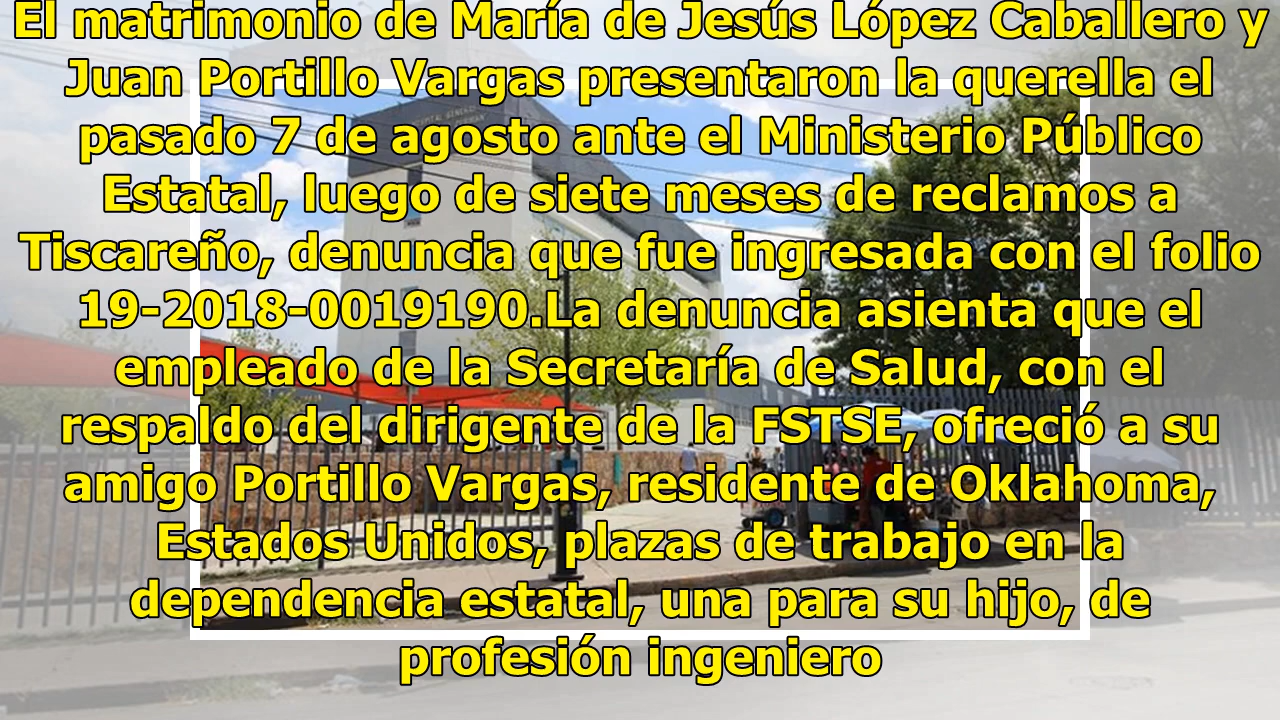 El matrimonio de María de Jesús López Caballero y
Juan Portillo Vargas presentaron la querella el
pasado 7 de agosto ante el Ministerio Público
Estatal, luego de siete meses de reclamos a
Tiscareño, denuncia que fue ingresada con el folio
19-2018-0019190.La denuncia asienta que el
empleado de la Secretaría de Salud, con el
respaldo del dirigente de la FSTSE, ofreció a su
amigo Portillo Vargas, residente de Oklahoma,
Estados Unidos, plazas de trabajo en la
dependencia estatal, una para su hijo, de
profesión ingeniero